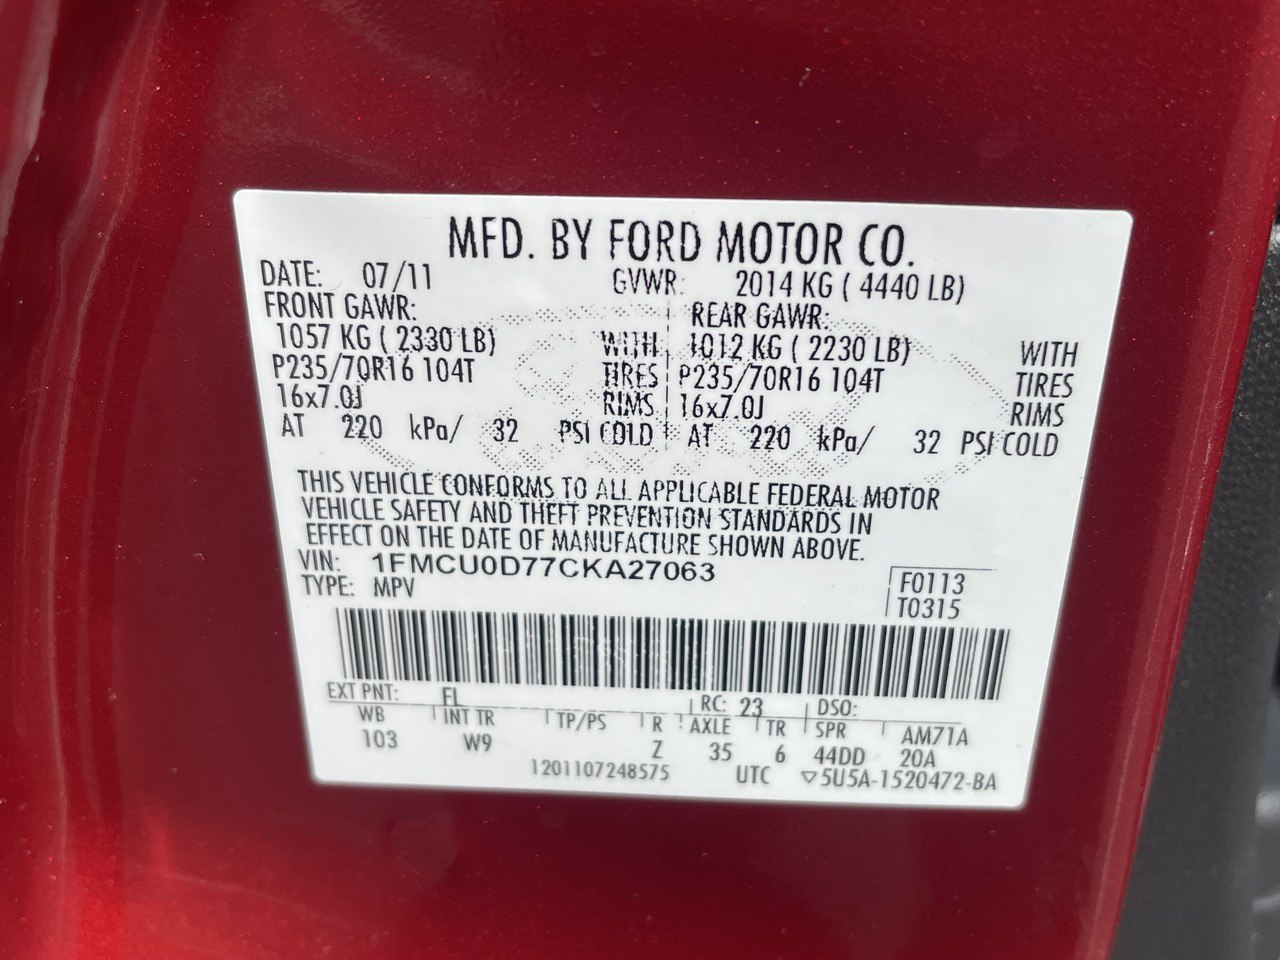 MFD. BY FORD MOTOR CO.
DATE: 07/11 GVWR: 2014 KG ( 4440 LB)
FRONT GAWR: REAR GAWR:
1057 KG ( 2330 LB) WITH 1012 KG ( 2230 LB) WITH
P235/70R16 104T TIRES P235/70R16 104T TIRES
16x7.0J RIMS 16x7.0J RIMS
AT 220 kPa/ 32 PSI COLD AT 220 kPa/ 32 PSI COLD
THIS VEHICLE CONFORMS TO ALL APPLICABLE FEDERAL MOTOR
VEHICLE SAFETY AND THEFT PREVENTION STANDARDS IN
EFFECT ON THE DATE OF MANUFACTURE SHOWN ABOVE.
VIN: 1FMCU0D77CKA27063
TYPE: MPV
F0113
T0315
EXT PNT: FL RC: 23 DSO:
WB INT TR TP/PS R AXLE TR SPR AM71A
103 W9 Z 35 6 44DD 20A
1201107248575 UTC ▽5U5A-1520472-BA